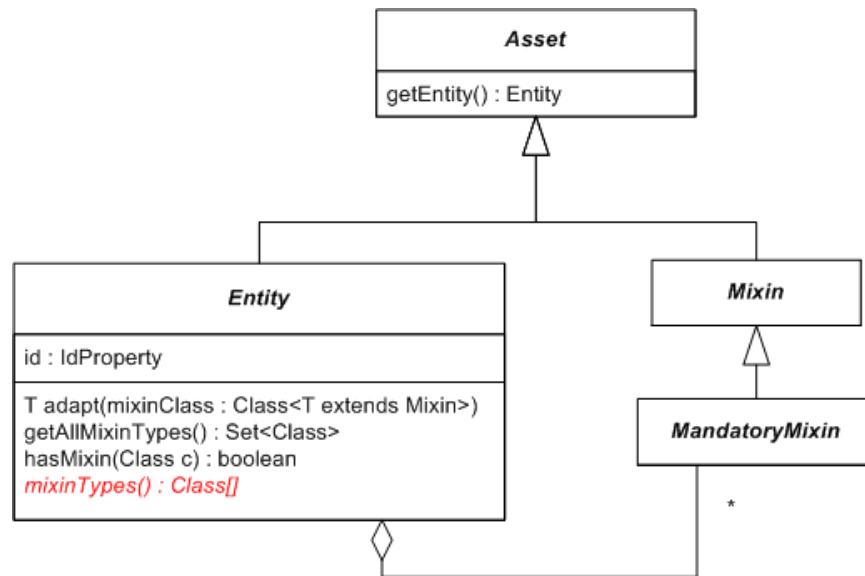 Asset
getEntity() : Entity
Entity
id : IdProperty
T adapt(mixinClass : Class<T extends Mixin>)
getAllMixinTypes() : Set<Class>
hasMixin(Class c) : boolean
mixinTypes() : Class[]
Mixin
MandatoryMixin
*